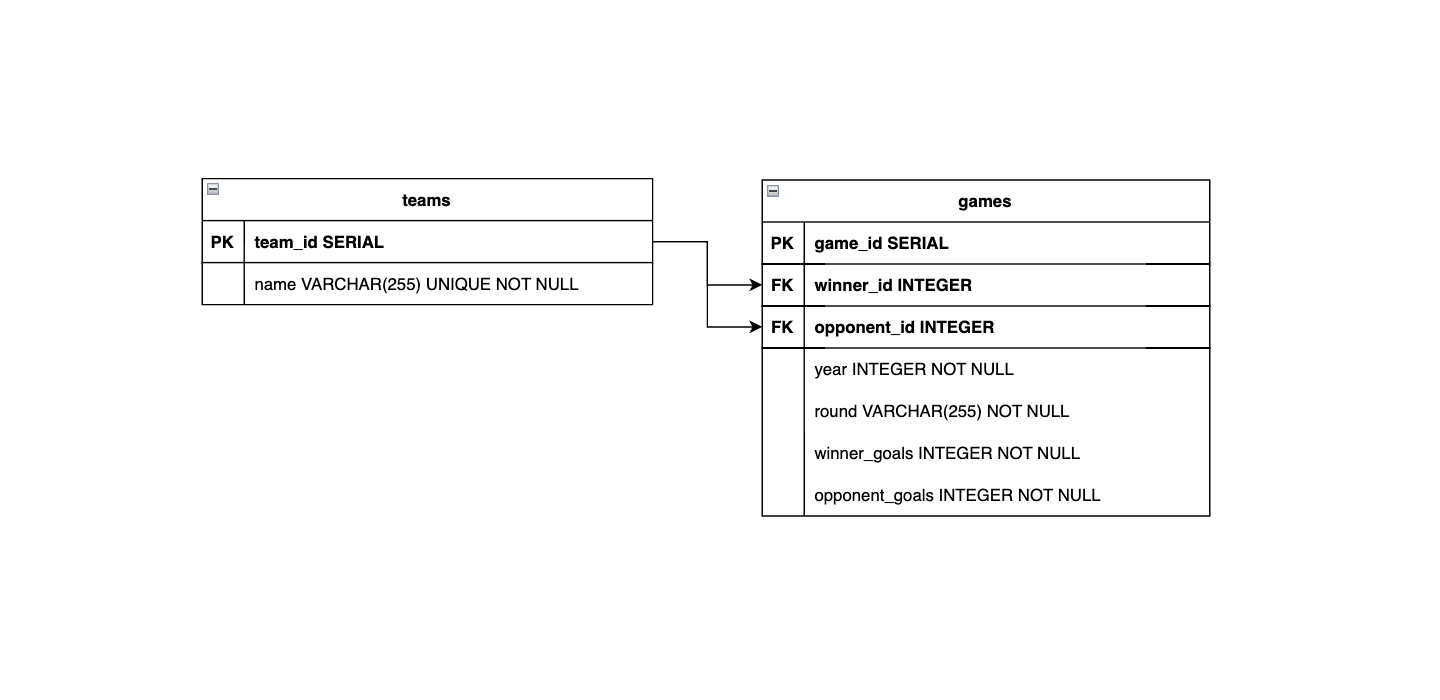 teams
PK team_id SERIAL
name VARCHAR(255) UNIQUE NOT NULL
games
PK game_id SERIAL
FK winner_id INTEGER
FK opponent_id INTEGER
year INTEGER NOT NULL
round VARCHAR(255) NOT NULL
winner_goals INTEGER NOT NULL
opponent_goals INTEGER NOT NULL